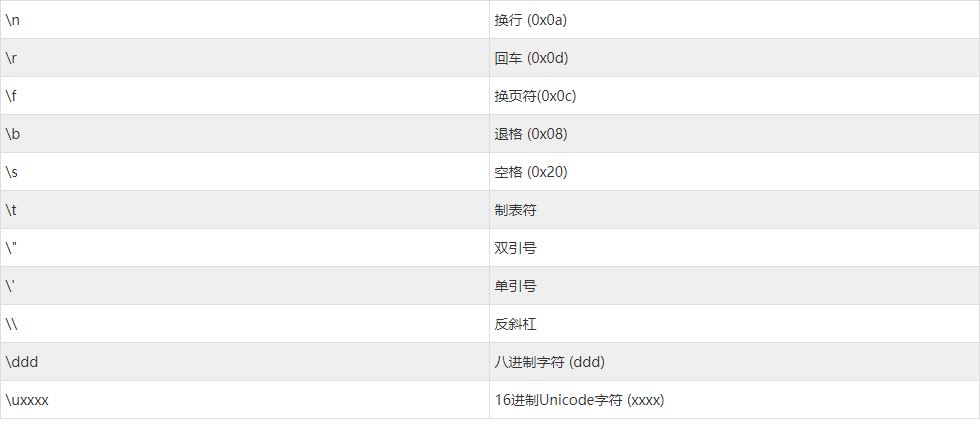 \n 换行 (0x0a)
\r 回车 (0x0d)
\f 换页符(0x0c)
\b 退格 (0x08)
\s 空格 (0x20)
\t 制表符
\" 双引号
\' 单引号
\\ 反斜杠
\ddd 八进制字符 (ddd)
\uxxxx 16进制Unicode字符 (xxxx)